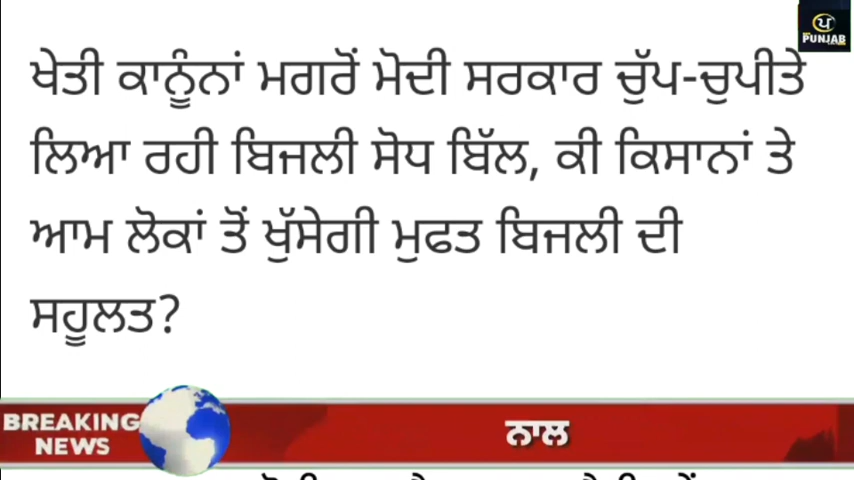 ਪ
PUNJAB
ਖੇਤੀ ਕਾਨੂੰਨਾਂ ਮਗਰੋਂ ਮੋਦੀ ਸਰਕਾਰ ਚੁੱਪ-ਚੁਪੀਤੇ
ਲਿਆ ਰਹੀ ਬਿਜਲੀ ਸੋਧ ਬਿੱਲ, ਕੀ ਕਿਸਾਨਾਂ ਤੇ
ਆਮ ਲੋਕਾਂ ਤੋਂ ਖੁੱਸੇਗੀ ਮੁਫਤ ਬਿਜਲੀ ਦੀ
ਸਹੂਲਤ?
BREAKING
NEWS
ਨਾਲ